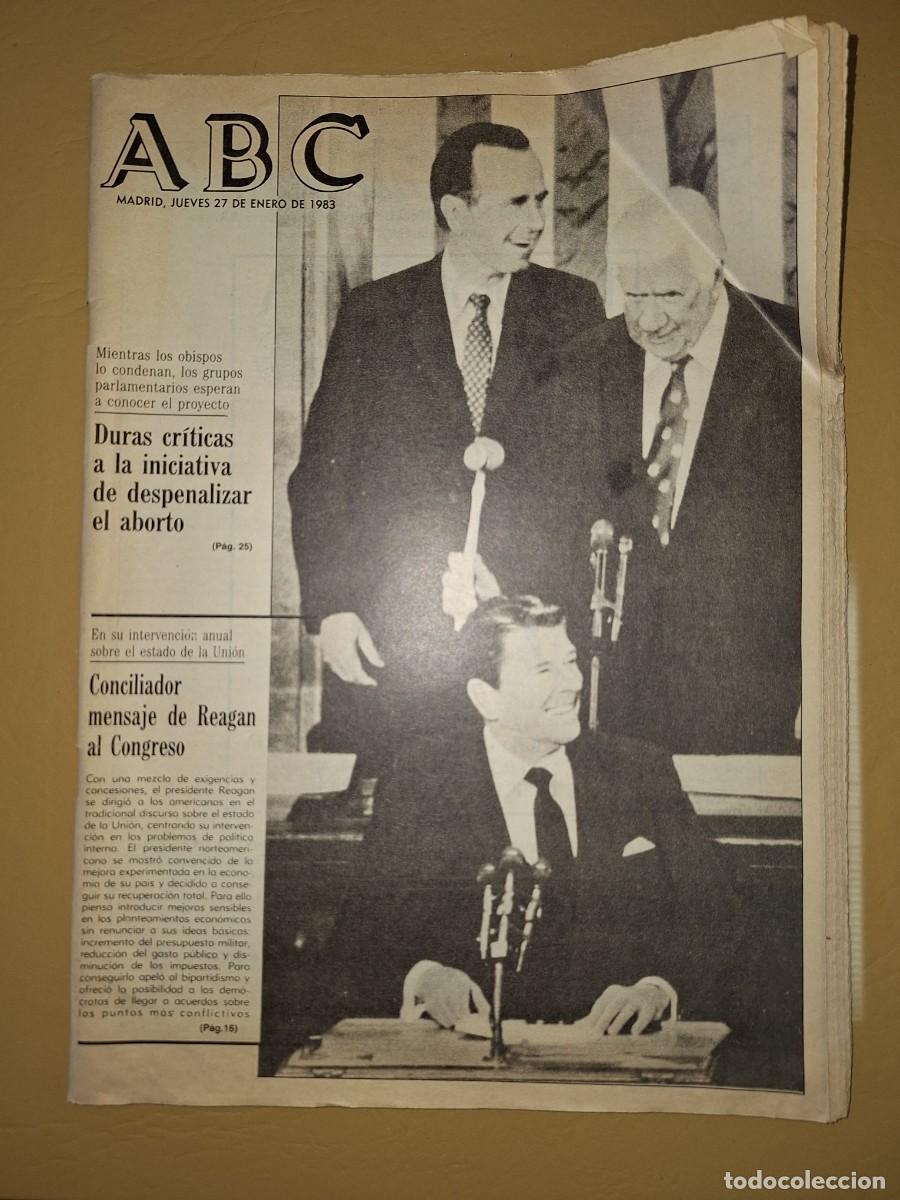 ABC
MADRID, JUEVES 27 DE ENERO DE 1983
Mientras los obispos
lo condenan, los grupos
parlamentarios esperan
a conocer el proyecto
Duras críticas
a la iniciativa
de despenalizar
el aborto
(Pág. 25)
En su intervención anual
sobre el estado de la Unión
Conciliador
mensaje de Reagan
al Congreso
Con una mezcla de exigencias y
concesiones, el presidente Reagan
se dirigió a los americanos en el
tradicional discurso sobre el estado
de la Unión, centrando su interven-
ción en los problemas de política
interna. El presidente norteameri-
cano se mostró convencido de la
mejora experimentada en la econo-
mía de su país y decidido a conse-
guir su recuperación total. Para ello
piensa introducir mejoras sensibles
en los planteamientos económicos
sin renunciar a sus ideas básicas:
incremento del presupuesto militar,
reducción del gasto público y dis-
minución de los impuestos. Para
conseguirlo apeló al bipartidismo y
ofreció la posibilidad a los demó-
cratas de llegar a acuerdos sobre
los puntos más conflictivos
(Pág.16)
todocoleccion